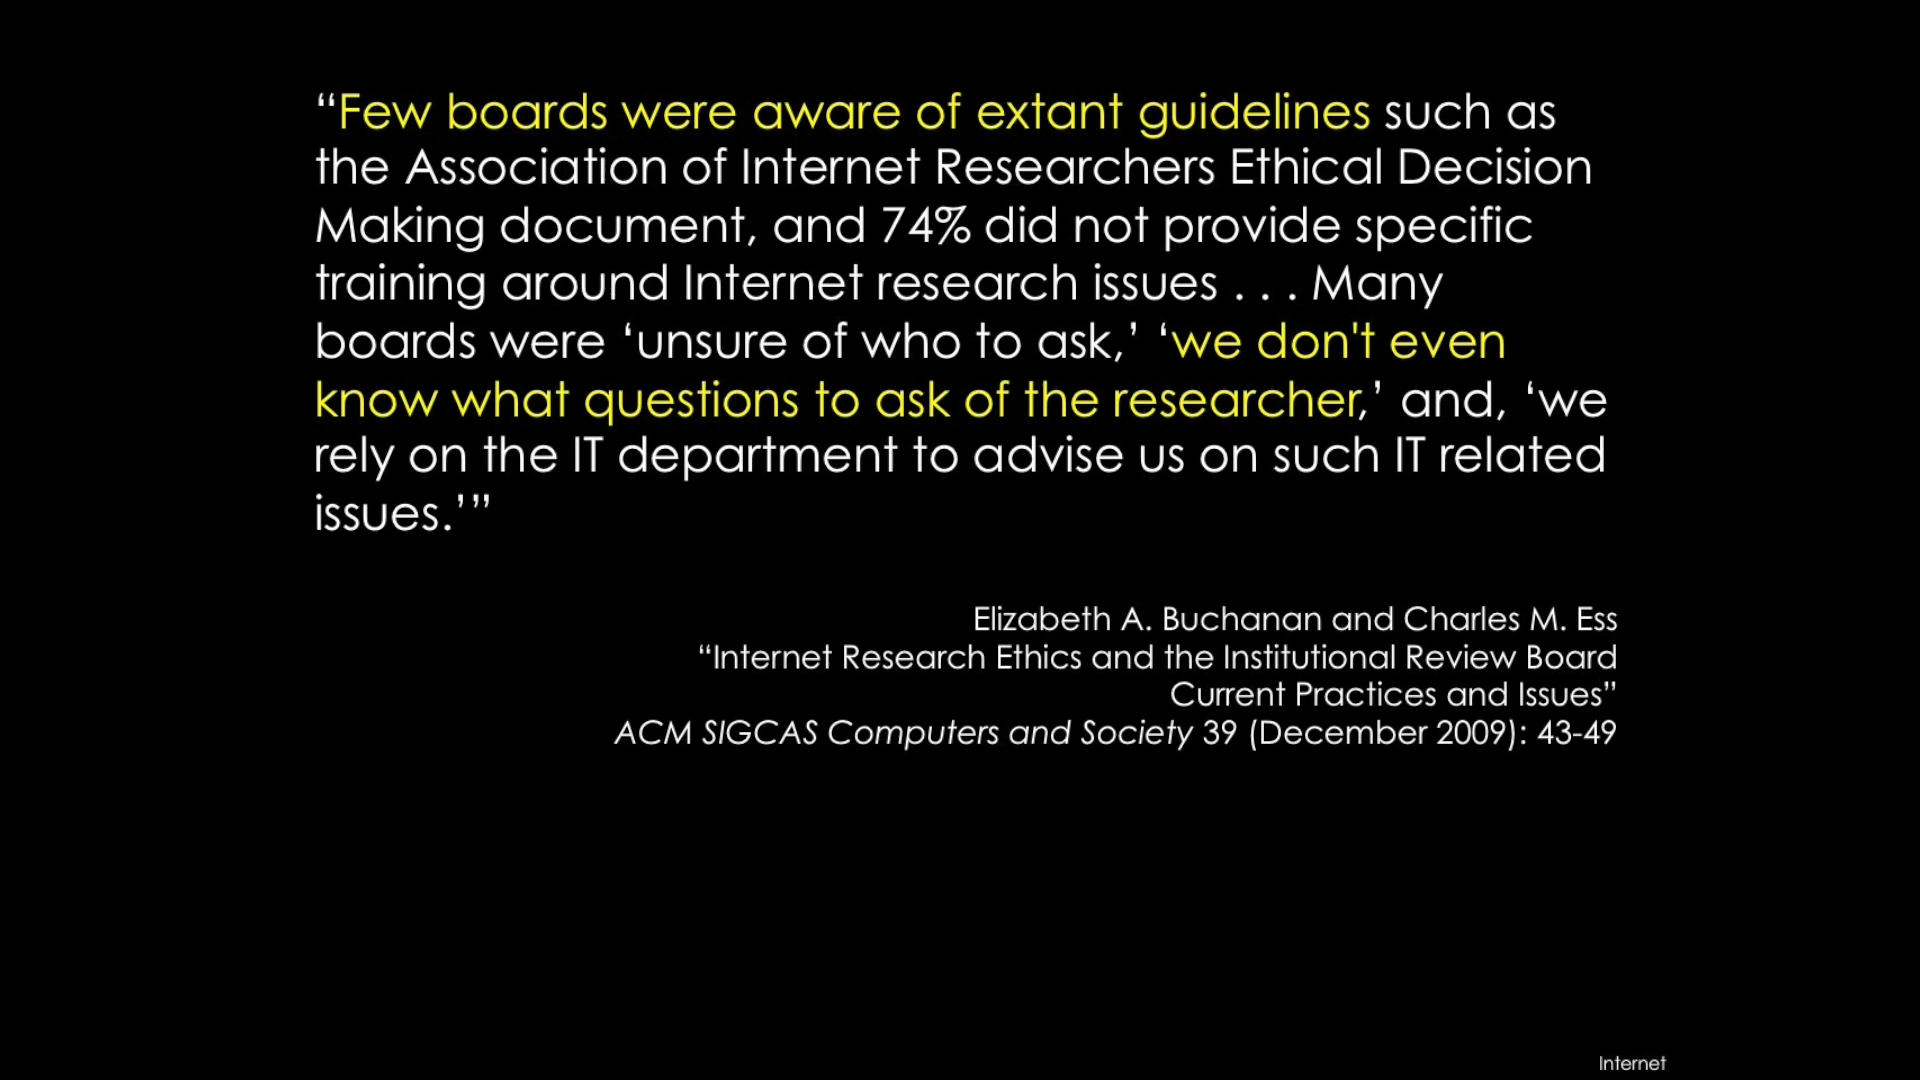 “Few boards were aware of extant guidelines such as
the Association of Internet Researchers Ethical Decision
Making document, and 74% did not provide specific
training around Internet research issues . . . Many
boards were ‘unsure of who to ask,’ ‘we don't even
know what questions to ask of the researcher,’ and, ‘we
rely on the IT department to advise us on such IT related
issues.’”
Elizabeth A. Buchanan and Charles M. Ess
“Internet Research Ethics and the Institutional Review Board
Current Practices and Issues”
ACM SIGCAS Computers and Society 39 (December 2009): 43-49
Internet